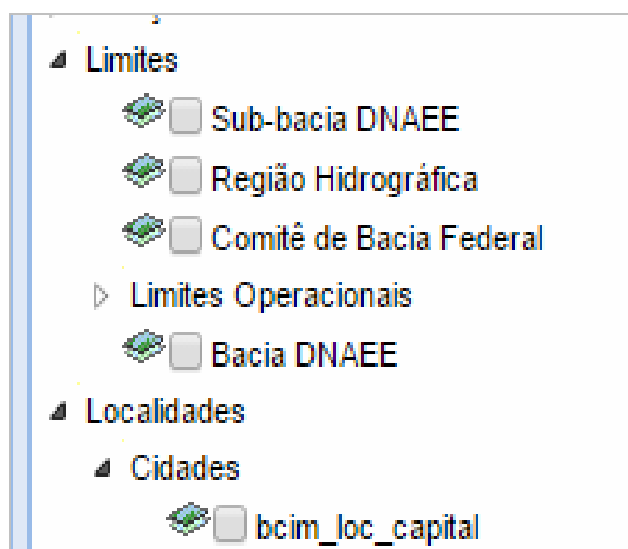 Limites
Sub-bacia DNAEE
Região Hidrográfica
Comitê de Bacia Federal
Limites Operacionais
Bacia DNAEE
Localidades
Cidades
bcim_loc_capital